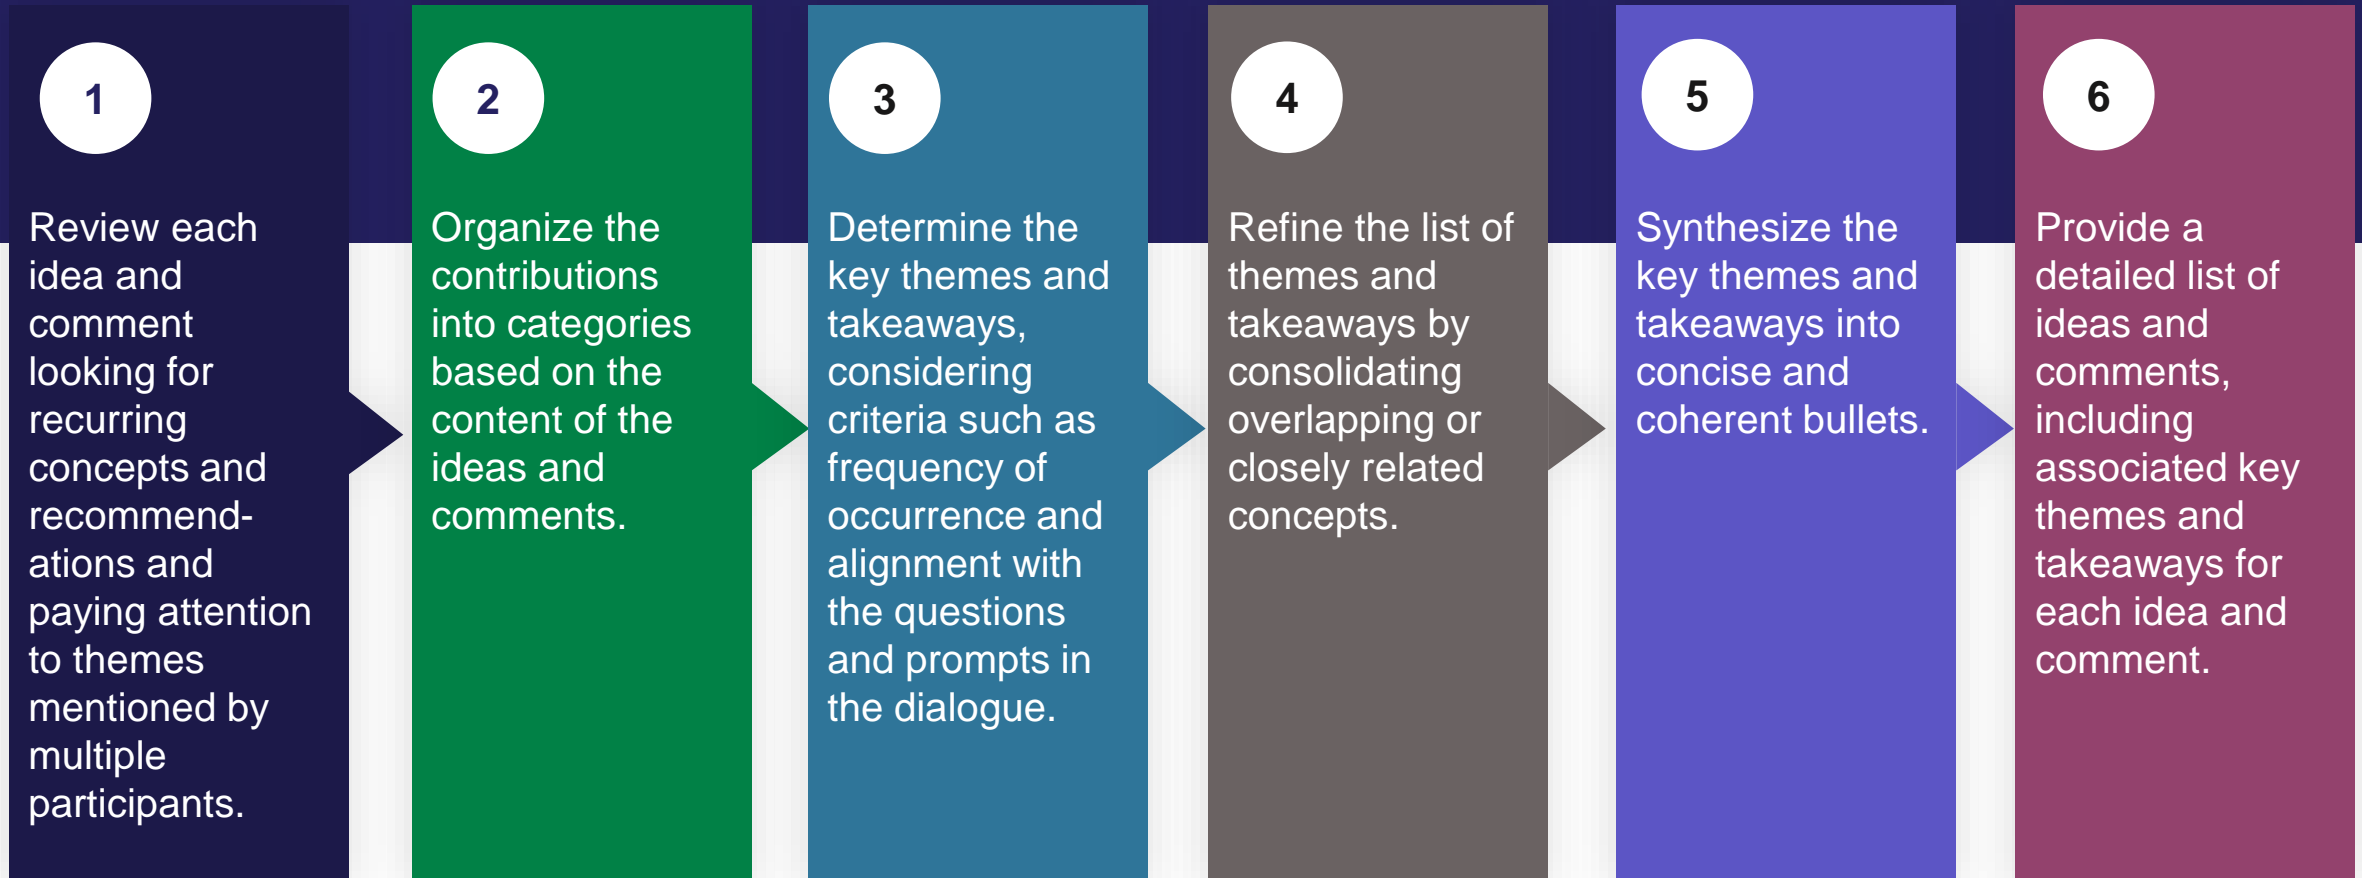 1
Review each
idea and
comment
looking for
recurring
concepts and
recommend-
ations and
paying attention
to themes
mentioned by
multiple
participants.
2
Organize the
contributions
into categories
based on the
content of the
ideas and
comments.
3
Determine the
key themes and
takeaways,
considering
criteria such as
frequency of
occurrence and
alignment with
the questions
and prompts in
the dialogue.
4
Refine the list of
themes and
takeaways by
consolidating
overlapping or
closely related
concepts.
5
Synthesize the
key themes and
takeaways into
concise and
coherent bullets.
6
Provide a
detailed list of
ideas and
comments,
including
associated key
themes and
takeaways for
each idea and
comment.